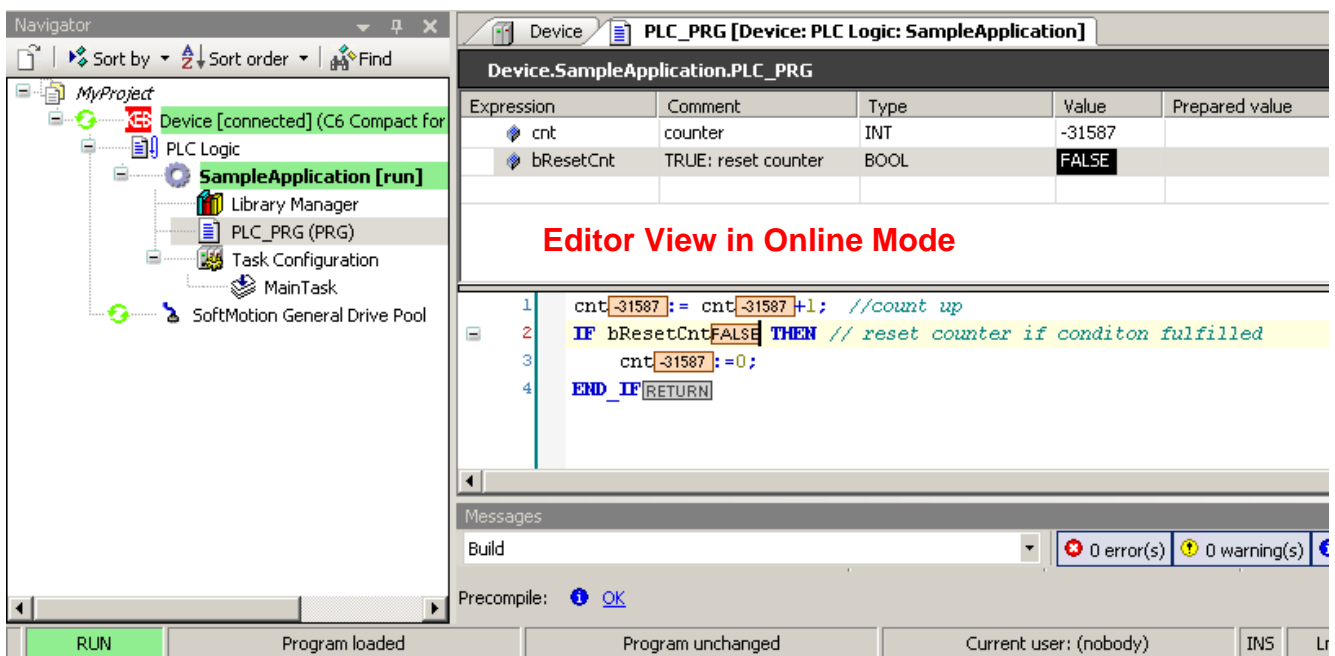 Navigator
Sort by Sort order Find
MyProject
Device [connected] (C6 Compact for
PLC Logic
SampleApplication [run]
Library Manager
PLC_PRG (PRG)
Task Configuration
MainTask
SoftMotion General Drive Pool
Device PLC_PRG [Device: PLC Logic: SampleApplication]
Device.SampleApplication.PLC_PRG
Expression Comment Type Value Prepared value
cnt counter INT -31587
bResetCnt TRUE: reset counter BOOL FALSE
Editor View in Online Mode
1 cnt -31587 := cnt -31587 +1; //count up
2 IF bResetCnt FALSE THEN // reset counter if conditon fulfilled
3 cnt -31587 :=0;
4 END_IF RETURN
Messages
Build 0 error(s) 0 warning(s)
Precompile: OK
RUN Program loaded Program unchanged Current user: (nobody) INS